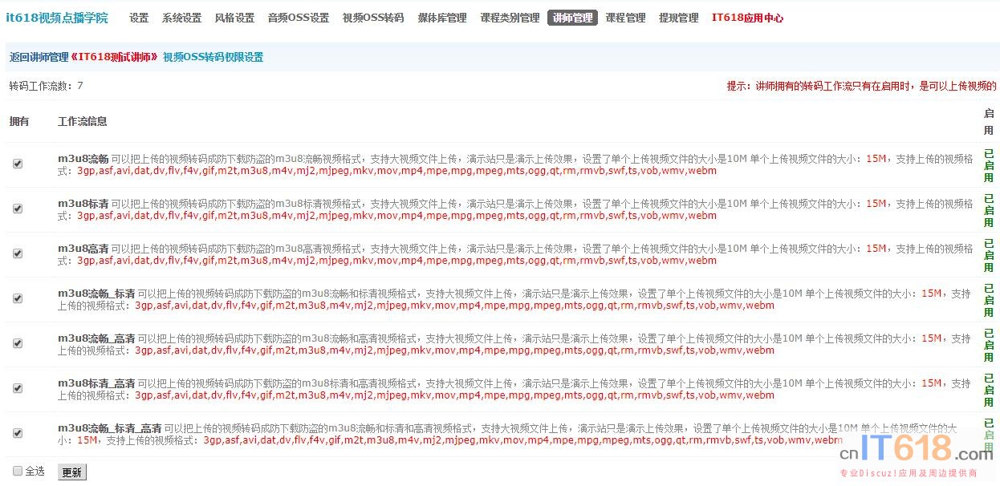 it618视频点播学院 设置 系统设置 风格设置 音频OSS设置 视频OSS转码 媒体库管理 课程类别管理 讲师管理 课程管理 提现管理 IT618应用中心
返回讲师管理《IT618测试讲师》 视频OSS转码权限设置
转码工作流数：7 提示：讲师拥有的转码工作流只有在启用时，是可以上传视频的
拥有 工作流信息 启用
m3u8流畅 可以把上传的视频转码成防下载防盗的m3u8流畅视频格式，支持大视频文件上传，演示站只是演示上传效果，设置了单个上传视频文件的大小是10M 单个上传视频文件的大小：15M，支持上传的视频格
式：3gp,asf,avi,dat,dv,flv,f4v,gif,m2t,m3u8,m4v,mj2,mjpeg,mkv,mov,mp4,mpe,mpg,mpeg,mts,ogg,qt,rm,rmvb,swf,ts,vob,wmv,webm
已启用
m3u8标清 可以把上传的视频转码成防下载防盗的m3u8标清视频格式，支持大视频文件上传，演示站只是演示上传效果，设置了单个上传视频文件的大小是10M 单个上传视频文件的大小：15M，支持上传的视频格
式：3gp,asf,avi,dat,dv,flv,f4v,gif,m2t,m3u8,m4v,mj2,mjpeg,mkv,mov,mp4,mpe,mpg,mpeg,mts,ogg,qt,rm,rmvb,swf,ts,vob,wmv,webm
已启用
m3u8高清 可以把上传的视频转码成防下载防盗的m3u8高清视频格式，支持大视频文件上传，演示站只是演示上传效果，设置了单个上传视频文件的大小是10M 单个上传视频文件的大小：15M，支持上传的视频格
式：3gp,asf,avi,dat,dv,flv,f4v,gif,m2t,m3u8,m4v,mj2,mjpeg,mkv,mov,mp4,mpe,mpg,mpeg,mts,ogg,qt,rm,rmvb,swf,ts,vob,wmv,webm
已启用
m3u8流畅_标清 可以把上传的视频转码成防下载防盗的m3u8流畅和标清视频格式，支持大视频文件上传，演示站只是演示上传效果，设置了单个上传视频文件的大小是10M 单个上传视频文件的大小：15M，支持
上传的视频格式：3gp,asf,avi,dat,dv,flv,f4v,gif,m2t,m3u8,m4v,mj2,mjpeg,mkv,mov,mp4,mpe,mpg,mpeg,mts,ogg,qt,rm,rmvb,swf,ts,vob,wmv,webm
已启用
m3u8流畅_高清 可以把上传的视频转码成防下载防盗的m3u8流畅和高清视频格式，支持大视频文件上传，演示站只是演示上传效果，设置了单个上传视频文件的大小是10M 单个上传视频文件的大小：15M，支持
上传的视频格式：3gp,asf,avi,dat,dv,flv,f4v,gif,m2t,m3u8,m4v,mj2,mjpeg,mkv,mov,mp4,mpe,mpg,mpeg,mts,ogg,qt,rm,rmvb,swf,ts,vob,wmv,webm
已启用
m3u8标清_高清 可以把上传的视频转码成防下载防盗的m3u8标清和高清视频格式，支持大视频文件上传，演示站只是演示上传效果，设置了单个上传视频文件的大小是10M 单个上传视频文件的大小：15M，支持
上传的视频格式：3gp,asf,avi,dat,dv,flv,f4v,gif,m2t,m3u8,m4v,mj2,mjpeg,mkv,mov,mp4,mpe,mpg,mpeg,mts,ogg,qt,rm,rmvb,swf,ts,vob,wmv,webm
已启用
m3u8流畅_标清_高清 可以把上传的视频转码成防下载防盗的m3u8流畅和标清和高清视频格式，支持大视频文件上传，演示站只是演示上传效果，设置了单个上传视频文件的大小是10M 单个上传视频文件的大
小：15M，支持上传的视频格式：3gp,asf,avi,dat,dv,flv,f4v,gif,m2t,m3u8,m4v,mj2,mjpeg,mkv,mov,mp4,mpe,mpg,mpeg,mts,ogg,qt,rm,rmvb,swf,ts,vob,wmv,webm
已启用
全选 更新
cnIT618.com
专业Discuz!应用及周边提供商